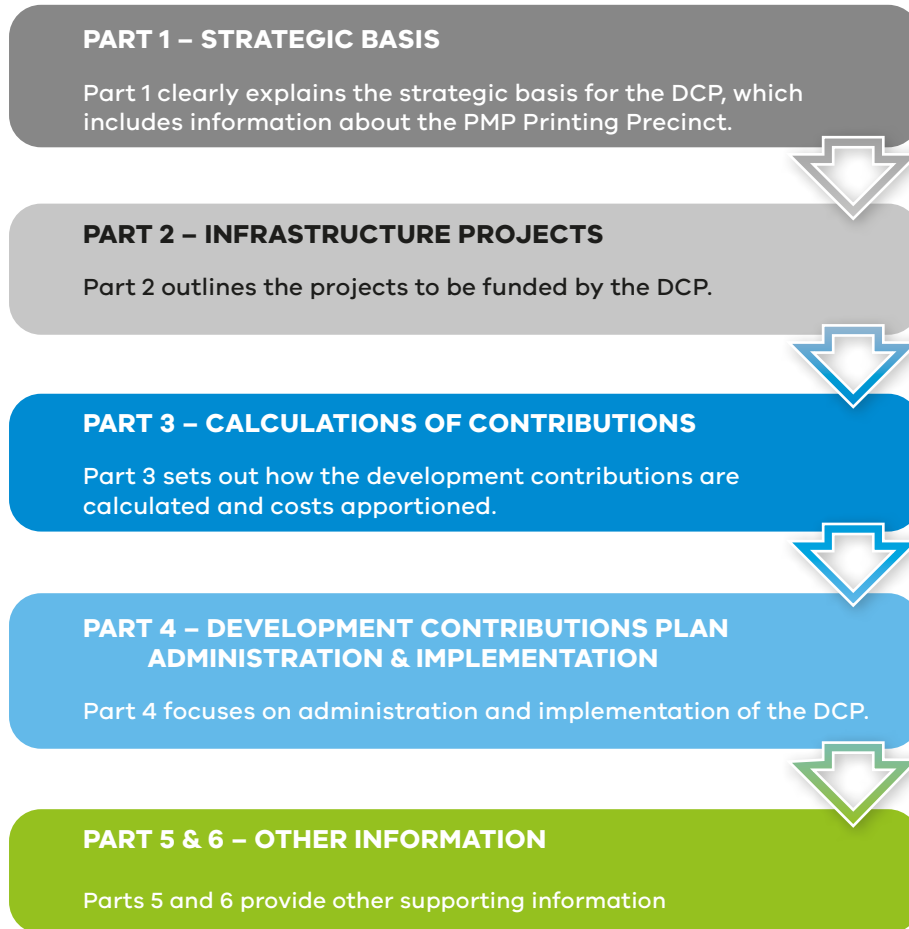 PART 1 – STRATEGIC BASIS
Part 1 clearly explains the strategic basis for the DCP, which
includes information about the PMP Printing Precinct.
PART 2 – INFRASTRUCTURE PROJECTS
Part 2 outlines the projects to be funded by the DCP.
PART 3 – CALCULATIONS OF CONTRIBUTIONS
Part 3 sets out how the development contributions are
calculated and costs apportioned.
PART 4 – DEVELOPMENT CONTRIBUTIONS PLAN
ADMINISTRATION & IMPLEMENTATION
Part 4 focuses on administration and implementation of the DCP.
PART 5 & 6 – OTHER INFORMATION
Parts 5 and 6 provide other supporting information